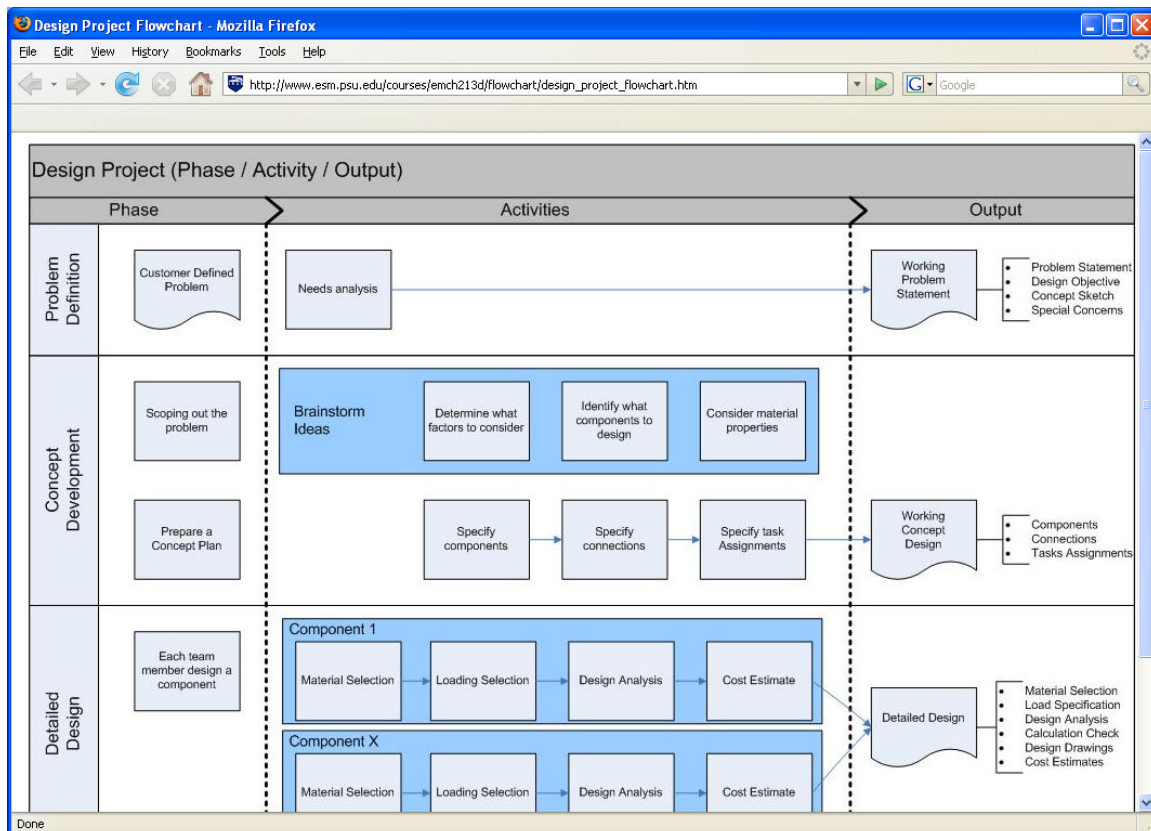 Design Project Flowchart - Mozilla Firefox
File Edit View History Bookmarks Tools Help
http://www.esm.psu.edu/courses/emch213d/flowchart/design_project_flowchart.htm
G
Google
Design Project (Phase / Activity / Output)
Phase
Activities
Output
Problem
Definition
Customer Defined
Problem
Needs analysis
Working
Problem
Statement
• Problem Statement
• Design Objective
• Concept Sketch
• Special Concerns
Concept
Development
Scoping out the
problem
Brainstorm
Ideas
Determine what
factors to consider
Identify what
components to
design
Consider material
properties
Prepare a
Concept Plan
Specify
components
Specify
connections
Specify task
Assignments
Working
Concept
Design
• Components
• Connections
• Tasks Assignments
Detailed
Design
Each team
member design a
component
Component 1
Material Selection
Loading Selection
Design Analysis
Cost Estimate
Component X
Material Selection
Loading Selection
Design Analysis
Cost Estimate
Detailed Design
• Material Selection
• Load Specification
• Design Analysis
• Calculation Check
• Design Drawings
• Cost Estimates
Done